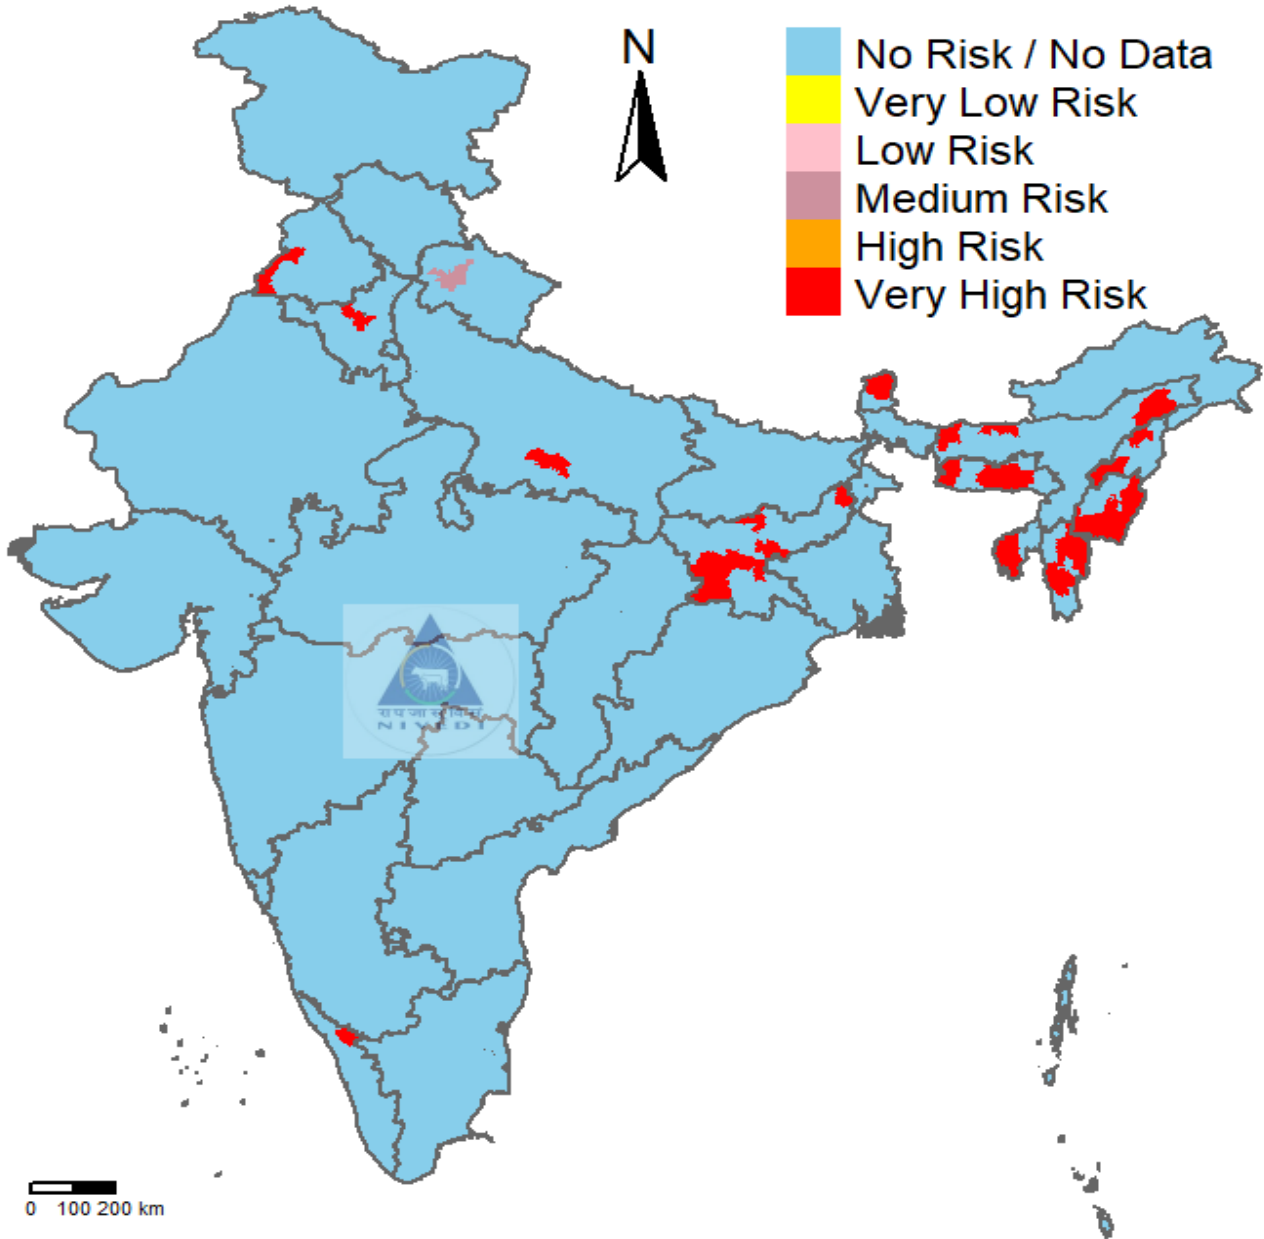 N
No Risk / No Data
Very Low Risk
Low Risk
Medium Risk
High Risk
Very High Risk
NIVEDI
0 100 200 km